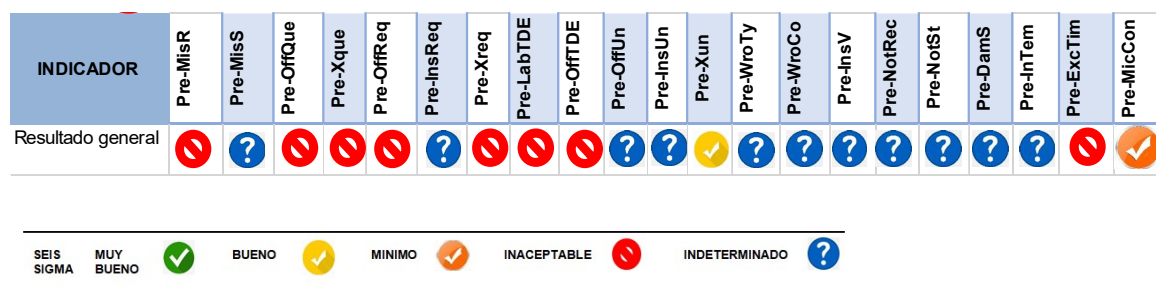 INDICADOR
Pre-MisR
Pre-MisS
Pre-OffQue
Pre-Xque
Pre-OffReq
Pre-InsReq
Pre-Xreq
Pre-LabTDE
Pre-OffTDE
Pre-OffUn
Pre-InsUn
Pre-Xun
Pre-WroTy
Pre-WroCo
Pre-InsV
Pre-NotRec
Pre-NotSt
Pre-DamS
Pre-InTem
Pre-ExcTim
Pre-MicCon
Resultado general
SEIS SIGMA
MUY BUENO
BUENO
MINIMO
INACEPTABLE
INDETERMINADO